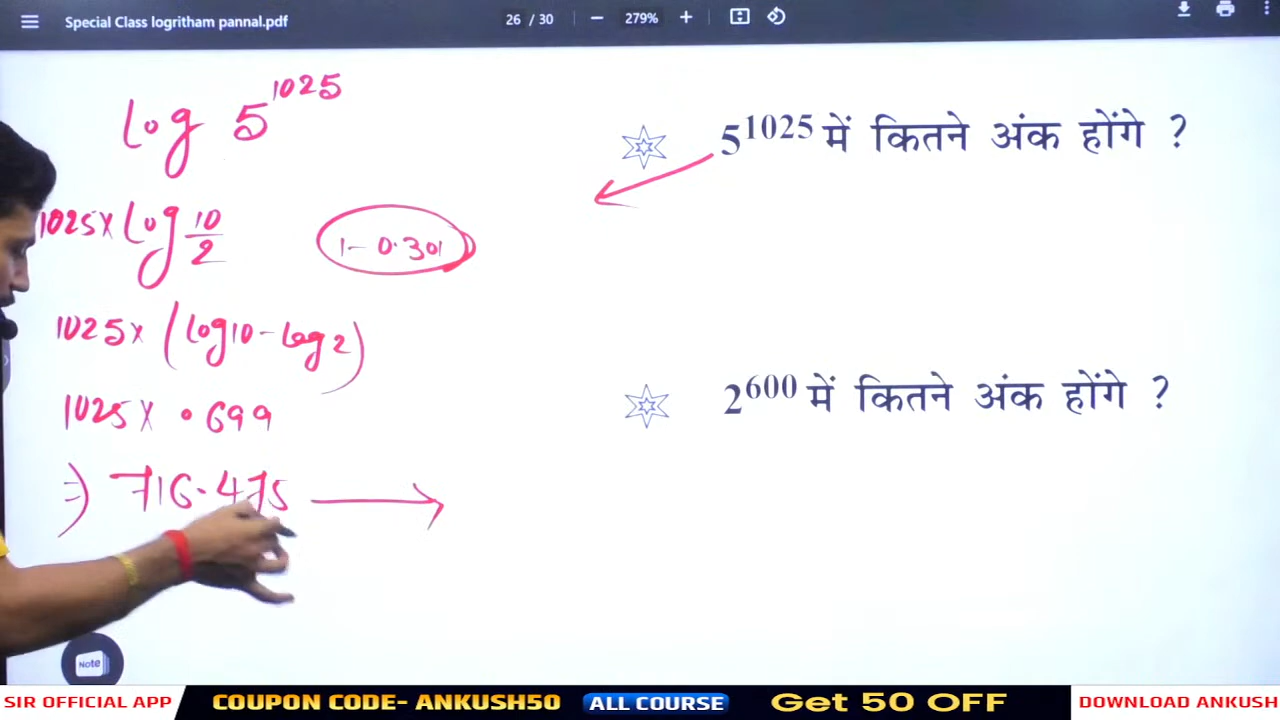 Special Class logritham pannal.pdf
26 / 30
279%
log 5^1025
1025× log 10/2
1- 0.301
1025× (log10 - log2)
1025 × .699
⇒ 716.475
5^1025 में कितने अंक होंगे ?
2^600 में कितने अंक होंगे ?
Note
SIR OFFICIAL APP
COUPON CODE- ANKUSH50
ALL COURSE
Get 50 OFF
DOWNLOAD ANKUSH